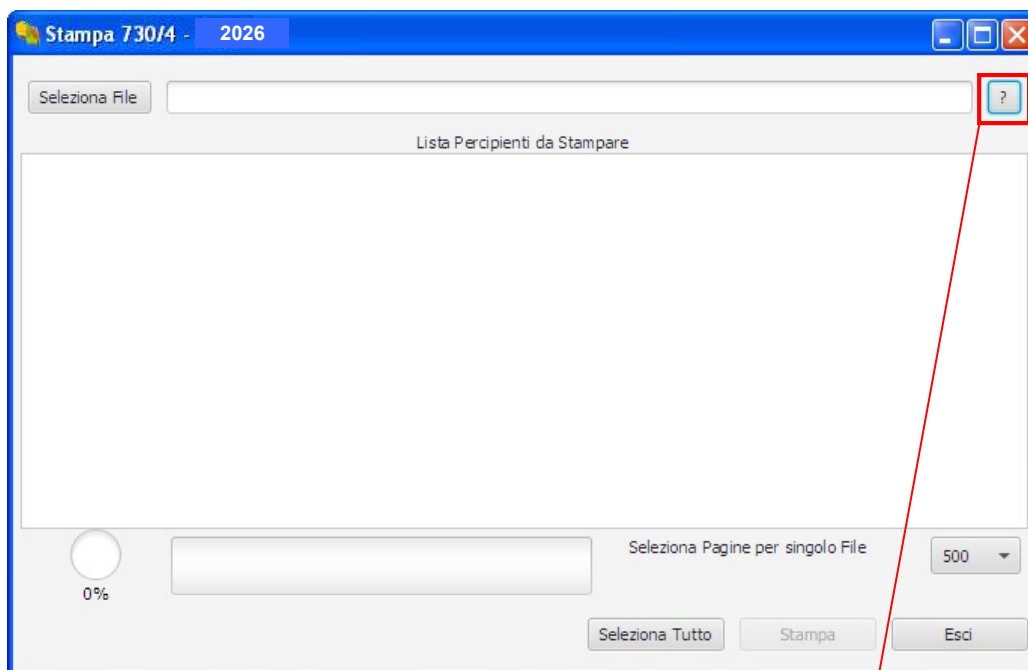 Stampa 730/4 - 2026
Seleziona File
?
Lista Percipienti da Stampare
Seleziona Pagine per singolo File
500
0%
Seleziona Tutto
Stampa
Esci